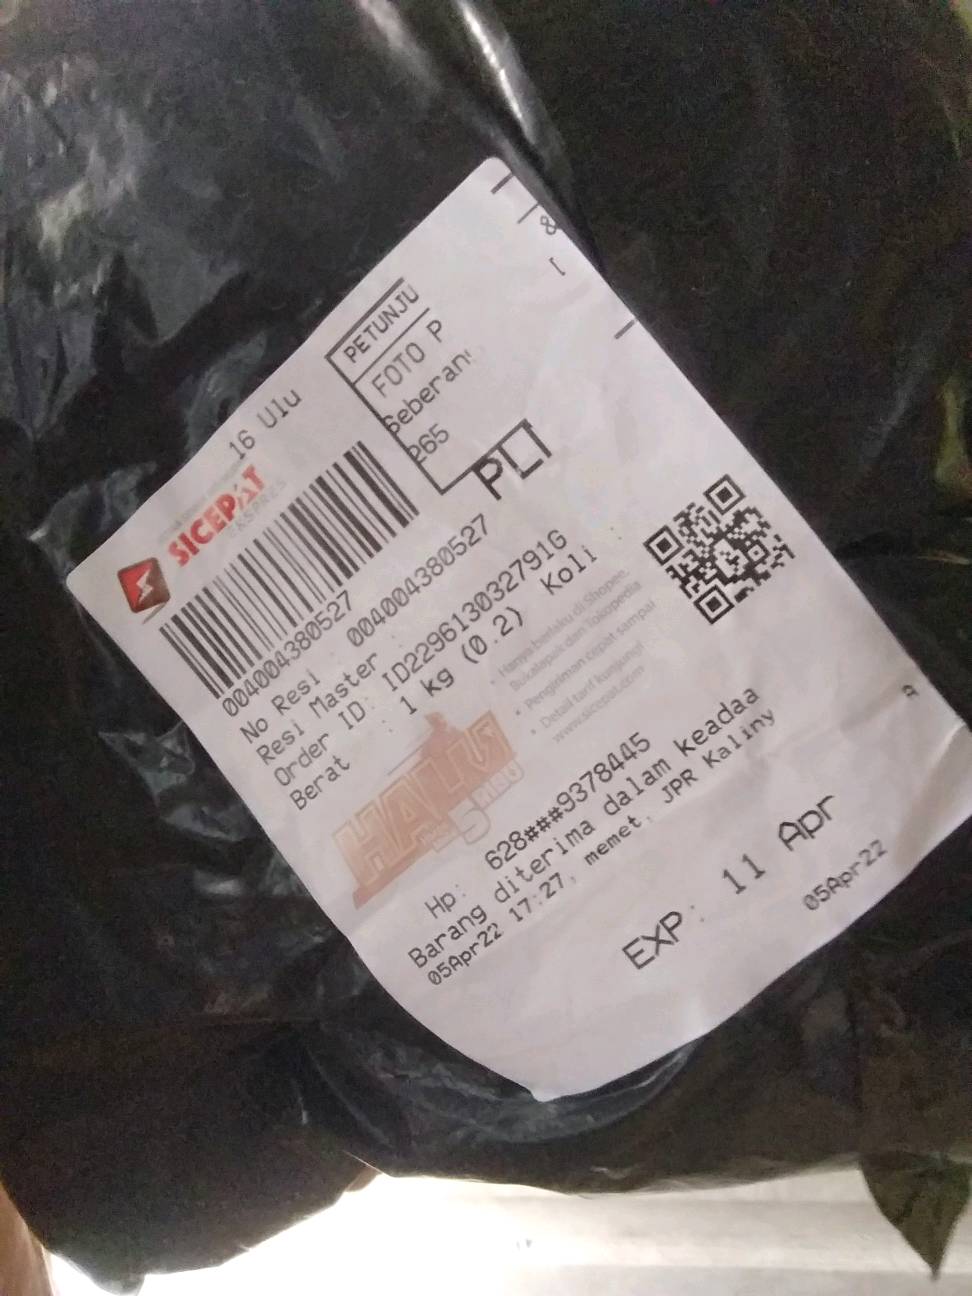 16 Ulu
SICEPAT
EKSPRES
004004380527
PETUNJU
FOTO P
Seberan
265
&
No Resi : 004004380527
Resi Master :
Order ID: ID2296130327916
Berat : 1 kg (0.2) Koli
HALU
• Hanya berlaku di Shopee,
Bukalapak dan Tokopedia
• Pengiriman cepat sampai
• Detail tarif kunjungi
www.sicepat.com
Hp: 628###9378445
Barang diterima dalam keadaa
05Apr22 17:27, memet, JPR Kaliny
A
EXP: 11 Apr
05Apr22